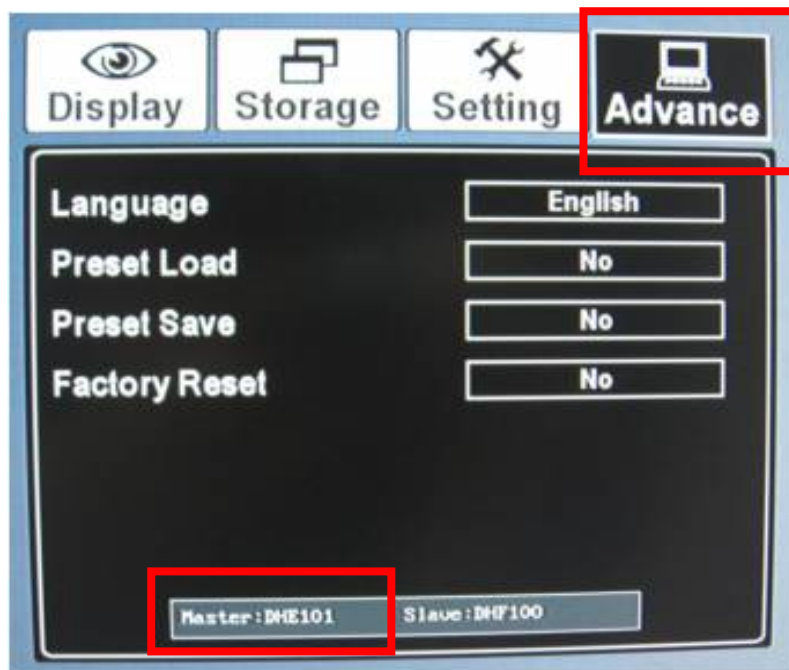 Display Storage Setting Advance
Language English
Preset Load No
Preset Save No
Factory Reset No
Master:DHE101 Slave:DHF100